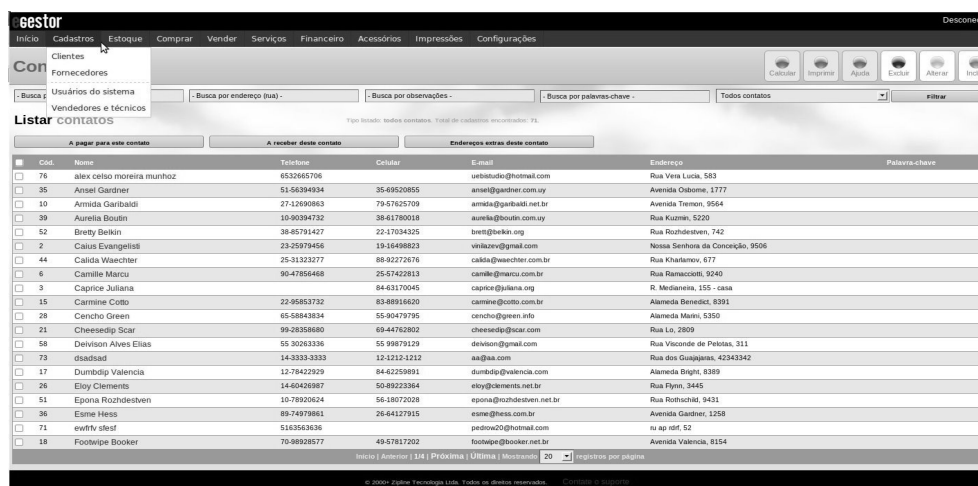 eGestor
Desconec
Início Cadastros Estoque Comprar Vender Serviços Financeiro Acessórios Impressões Configurações
Clientes
Fornecedores
Usuários do sistema
Vendedores e técnicos
Con
Calcular Imprimir Ajuda Excluir Alterar Incl
- Busca p - Busca por endereço (rua) - - Busca por observações - - Busca por palavras-chave - Todos contatos Filtrar
Listar contatos
Tipo listado: todos contatos. Total de cadastros encontrados: 71.
A pagar para este contato A receber deste contato Endereços extras deste contato
Cód. Nome Telefone Celular E-mail Endereço Palavra-chave
76 alex celso moreira munhoz 6532665706 uebistudio@hotmail.com Rua Vera Lucia, 583
35 Ansel Gardner 51-56394934 35-69520855 ansel@gardner.com.uy Avenida Osborne, 1777
10 Armida Garibaldi 27-12690863 79-57625709 armida@garibaldi.net.br Avenida Tremon, 9564
39 Aurelia Boutin 10-90394732 38-61780018 aurelia@boutin.com.uy Rua Kuzmin, 5220
52 Bretty Belkin 38-85791427 22-17034325 brett@belkin.org Rua Rozhdestven, 742
2 Caius Evangelisti 23-25979456 19-16498823 vinilazev@gmail.com Nossa Senhora da Conceição, 9506
44 Calida Waechter 25-31323277 88-92272676 calida@waechter.com.br Rua Kharlamov, 677
6 Camille Marcu 90-47856468 25-57422813 camille@marcu.com.br Rua Ramacciotti, 9240
3 Caprice Juliana 84-63170045 caprice@juliana.org R. Medianeira, 155 - casa
15 Carmine Cotto 22-95853732 83-88916620 carmine@cotto.com.br Alameda Benedict, 8391
28 Cencho Green 65-58843834 55-90479795 cencho@green.info Alameda Marini, 5350
21 Cheesedip Scar 99-28358680 69-44762802 cheesedip@scar.com Rua Lo, 2809
58 Deivison Alves Elias 55 30263336 55 99879129 deivison@gmail.com Rua Visconde de Pelotas, 311
73 dsadsad 14-3333-3333 12-1212-1212 aa@aa.com Rua dos Guajajaras, 42343342
17 Dumbdip Valencia 12-78422929 84-62259891 dumbdip@valencia.com Alameda Bright, 8389
26 Eloy Clements 14-60426987 50-89223364 eloy@clements.net.br Rua Flynn, 3445
51 Epona Rozhdestven 10-78920624 56-18072028 epona@rozhdestven.net.br Rua Rothschild, 9431
36 Esme Hess 89-74979861 26-64127915 esme@hess.com.br Avenida Gardner, 1258
71 ewfrfv sfesf 5163563636 pedrow20@hotmail.com ru ap rdrf, 52
18 Footwipe Booker 70-98928577 49-57817202 footwipe@booker.net.br Avenida Valencia, 8154
Início | Anterior | 1/4 | Próxima | Última | Mostrando 20 registros por página
© 2000+ Zipline Tecnologia Ltda. Todos os direitos reservados. Contate o suporte